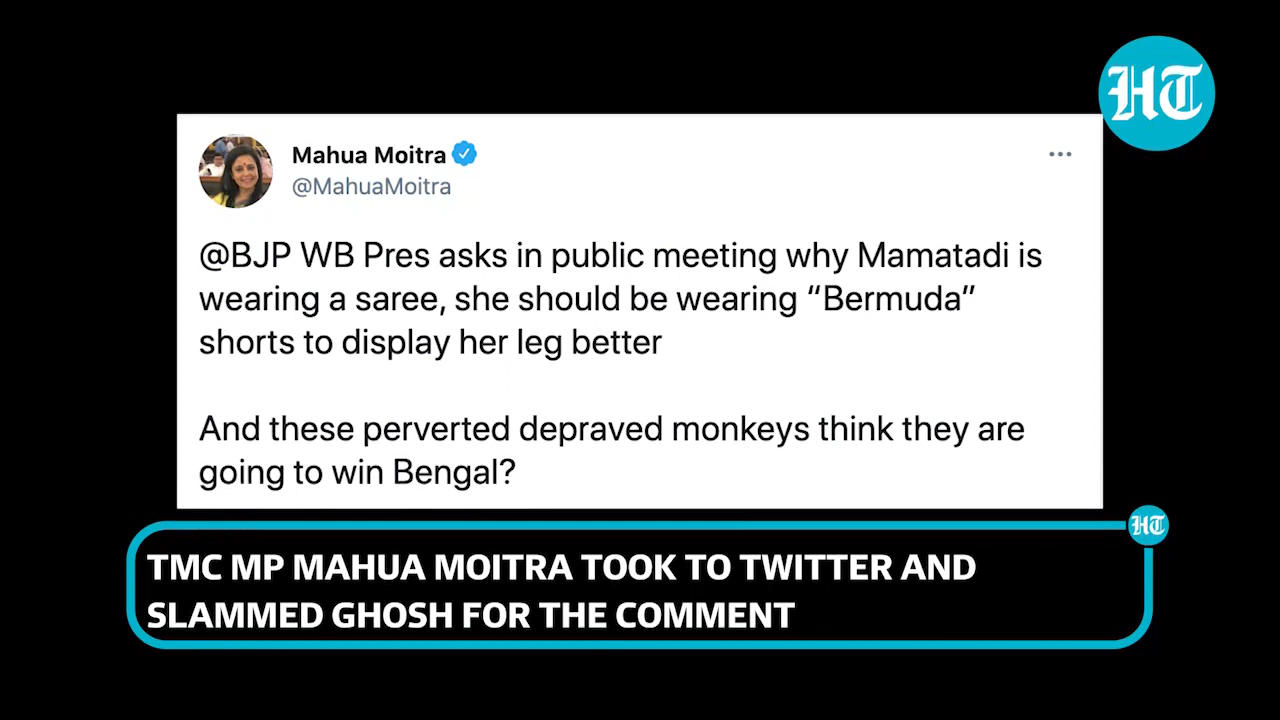 HT
Mahua Moitra
@MahuaMoitra
@BJP WB Pres asks in public meeting why Mamatadi is
wearing a saree, she should be wearing “Bermuda”
shorts to display her leg better
And these perverted depraved monkeys think they are
going to win Bengal?
HT
TMC MP MAHUA MOITRA TOOK TO TWITTER AND
SLAMMED GHOSH FOR THE COMMENT